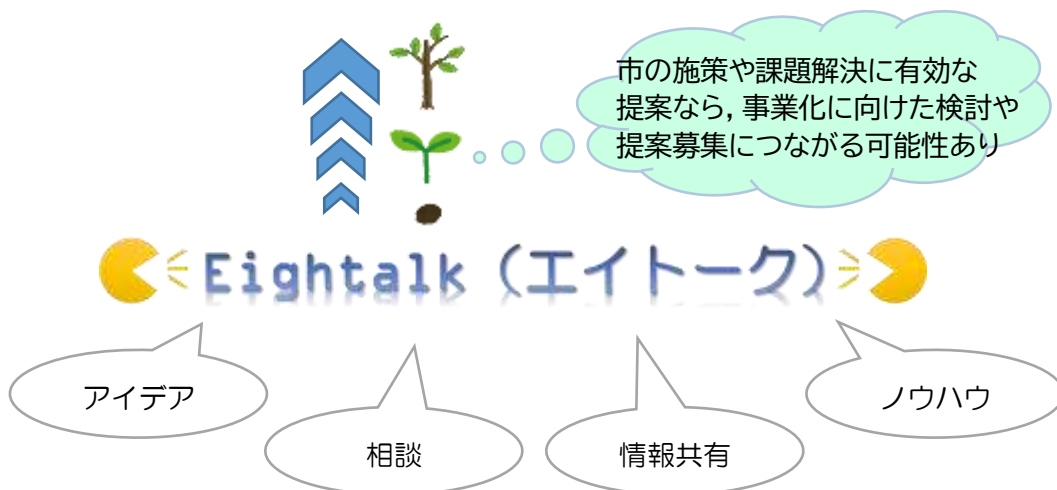 市の施策や課題解決に有効な
提案なら，事業化に向けた検討や
提案募集につながる可能性あり
Eightalk（エイトーク）
アイデア
相談
情報共有
ノウハウ